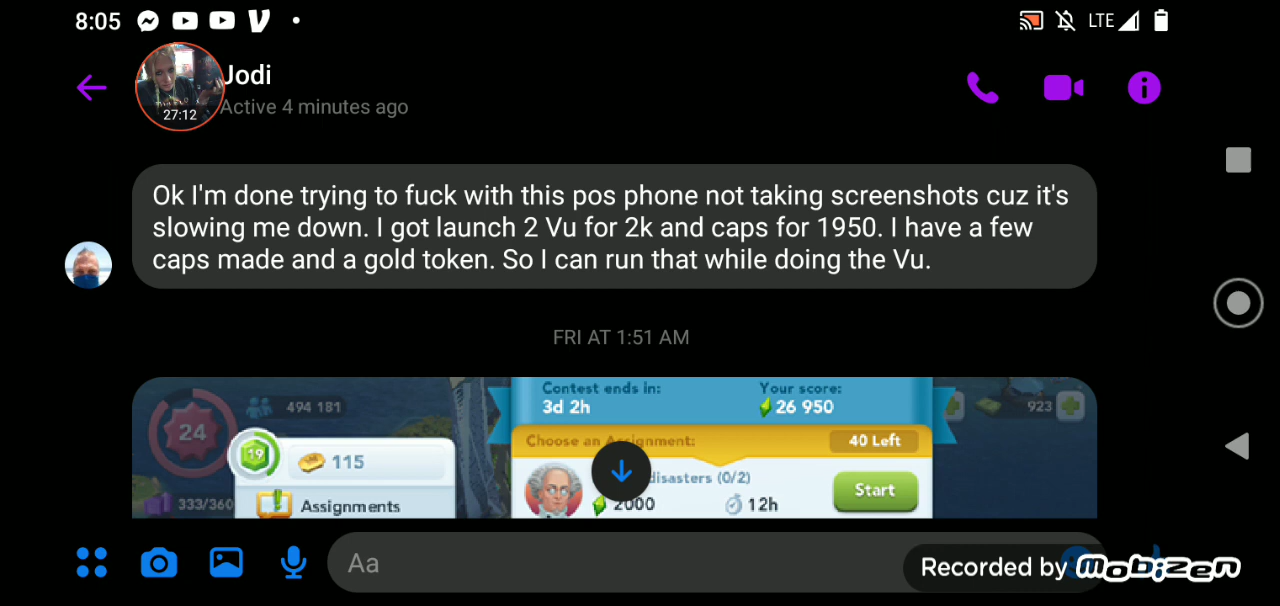 8:05
LTE
Jodi
Active 4 minutes ago
27:12
Ok I'm done trying to fuck with this pos phone not taking screenshots cuz it's
slowing me down. I got launch 2 Vu for 2k and caps for 1950. I have a few
caps made and a gold token. So I can run that while doing the Vu.
FRI AT 1:51 AM
Contest ends in:
Your score:
3d 2h
26 950
494 181
923
24
Choose an Assignment:
40 Left
19
115
disasters (0/2)
Start
333/360
Assignments
2000
12h
Aa
Recorded by mobizen